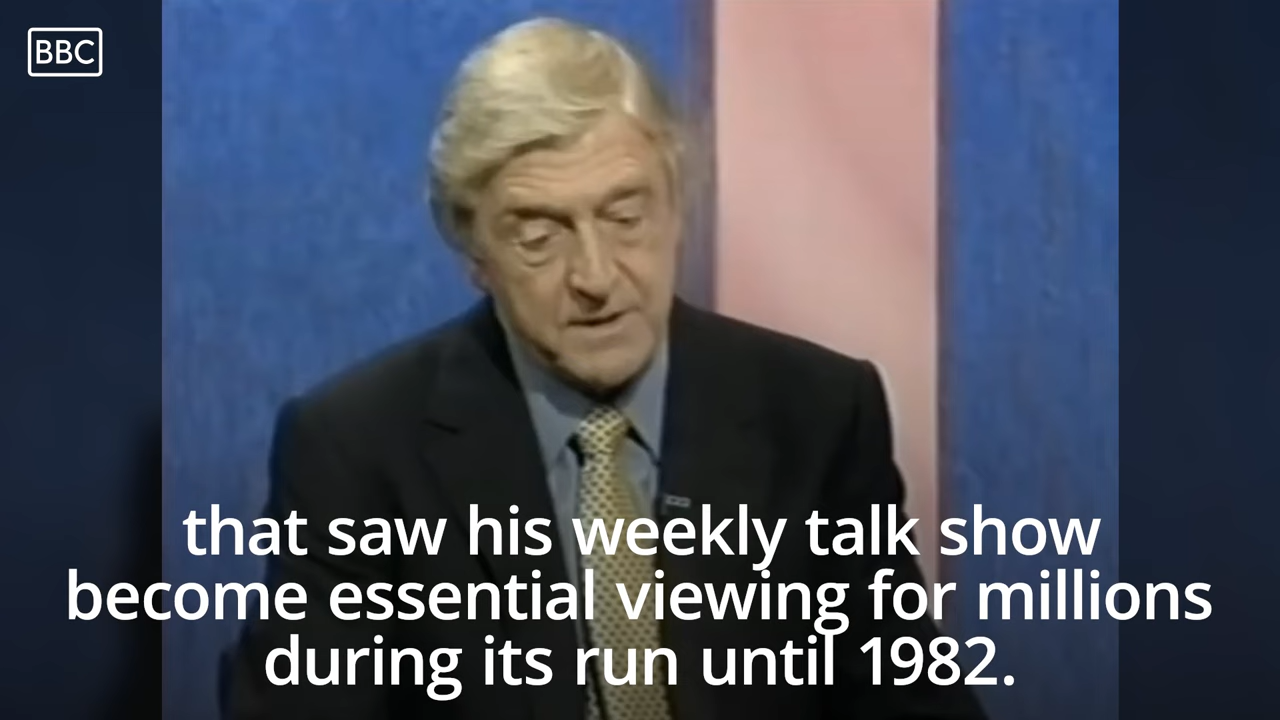 BBC
that saw his weekly talk show
become essential viewing for millions
during its run until 1982.